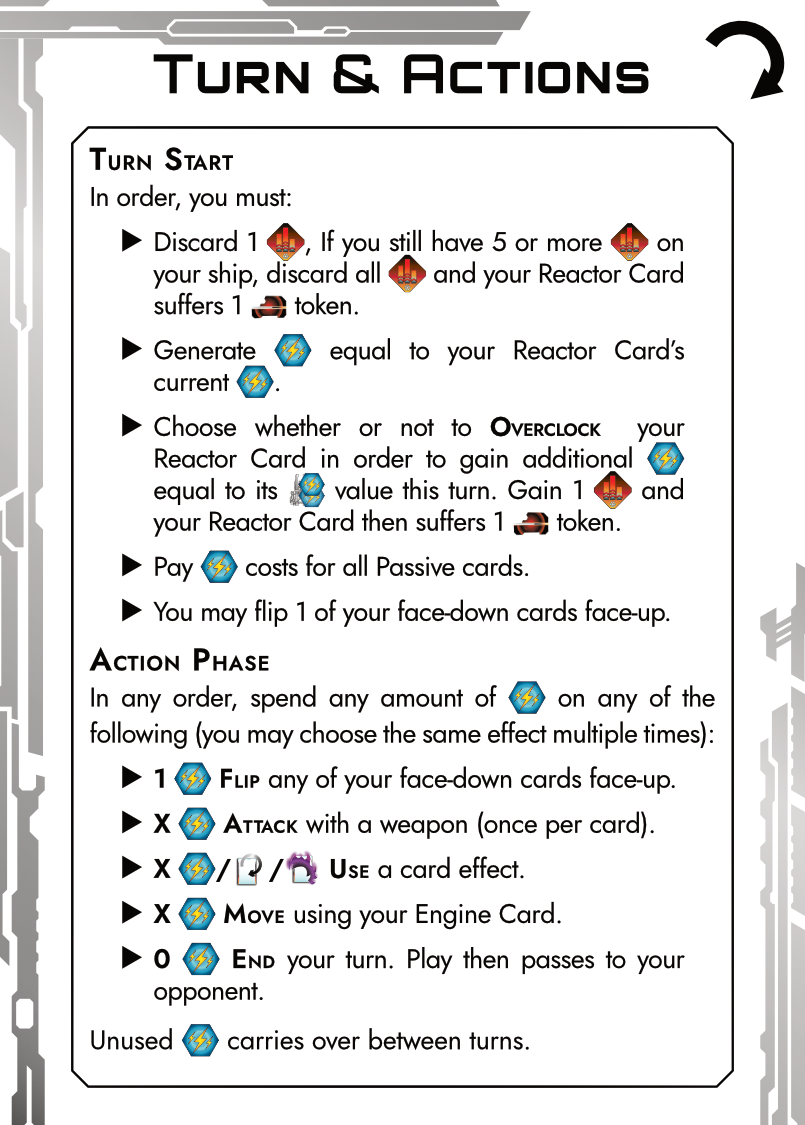 Turn & Actions
Turn Start
In order, you must:
▶ Discard 1 , If you still have 5 or more on
your ship, discard all and your Reactor Card
suffers 1 token.
▶ Generate equal to your Reactor Card's
current .
▶ Choose whether or not to Overclock your
Reactor Card in order to gain additional
equal to its value this turn. Gain 1 and
your Reactor Card then suffers 1 token.
▶ Pay costs for all Passive cards.
▶ You may flip 1 of your face-down cards face-up.
Action Phase
In any order, spend any amount of on any of the
following (you may choose the same effect multiple times):
▶ 1 Flip any of your face-down cards face-up.
▶ X Attack with a weapon (once per card).
▶ X / / Use a card effect.
▶ X Move using your Engine Card.
▶ 0 End your turn. Play then passes to your
opponent.
Unused carries over between turns.